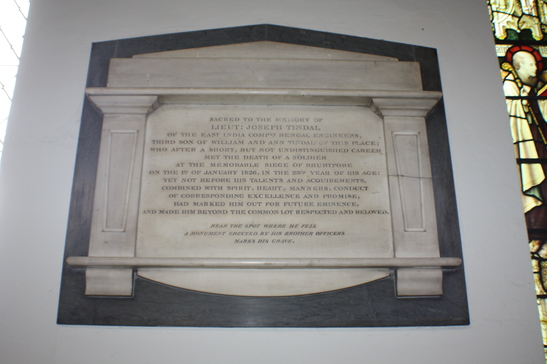 SACRED TO THE MEMORY OF
LIEUT: JOSEPH TINDAL,
OF THE EAST INDIA COMPYS BENGAL ENGINEERS,
THIRD SON OF WILLIAM AND ANN TINDAL OF THIS PLACE;
WHO AFTER A SHORT, BUT NOT UNDISTINGUISHED CAREER,
MET THE DEATH OF A SOLDIER
AT THE MEMORABLE SIEGE OF BHURTPORE,
ON THE OF JANUARY 1826, IN THE YEAR OF HIS AGE:
YET NOT BEFORE HIS TALENTS AND ACQUIREMENTS,
COMBINED WITH SPIRIT, HEART, MANNERS, CONDUCT
OF CORRESPONDING EXCELLENCE AND PROMISE,
HAD MARKED HIM OUT FOR FUTURE EMINENCE,
AND MADE HIM BEYOND THE COMMON LOT RESPECTED AND BELOVED.
NEAR THE SPOT WHERE HE FELL
A MONUMENT ERECTED BY HIS BROTHER OFFICERS
MARKS HIS GRAVE.